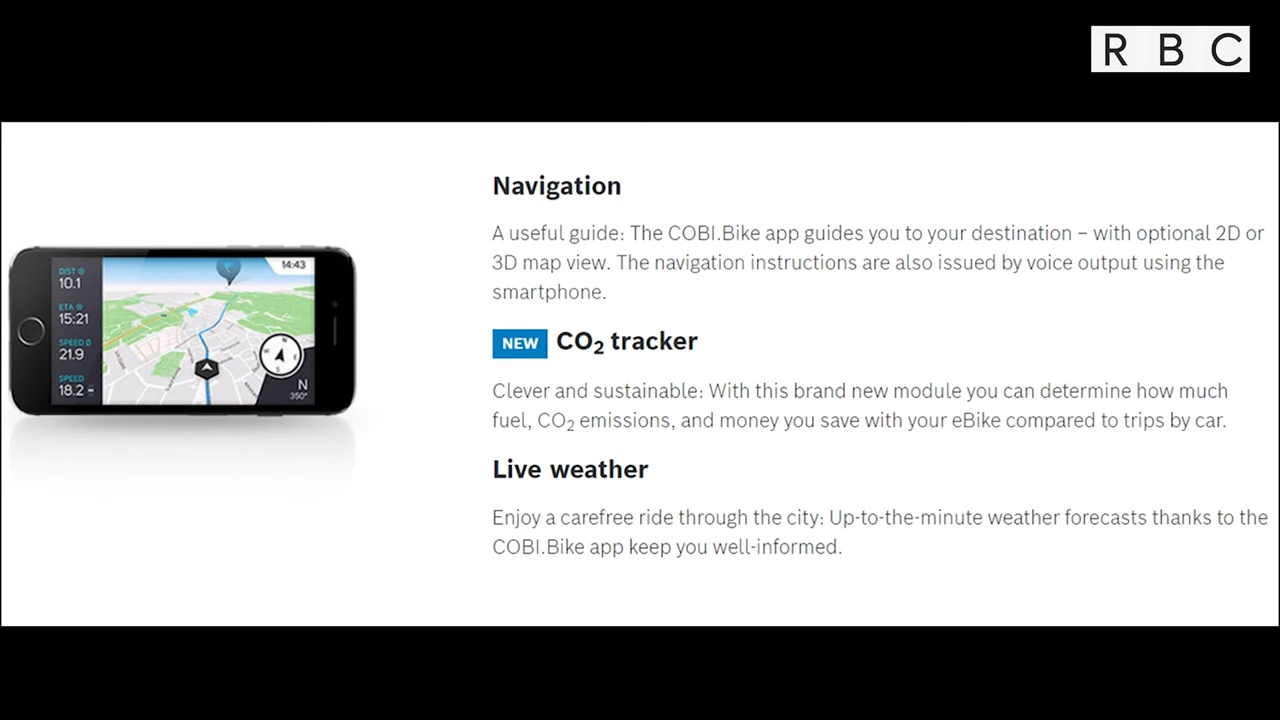 R B C
Navigation
A useful guide: The COBI.Bike app guides you to your destination – with optional 2D or
3D map view. The navigation instructions are also issued by voice output using the
smartphone.
NEW CO₂ tracker
Clever and sustainable: With this brand new module you can determine how much
fuel, CO₂ emissions, and money you save with your eBike compared to trips by car.
Live weather
Enjoy a carefree ride through the city: Up-to-the-minute weather forecasts thanks to the
COBI.Bike app keep you well-informed.
14:43
DIST
10.1
ETA
15:21
SPEED Ø
21.9
SPEED
18.2
N
350°